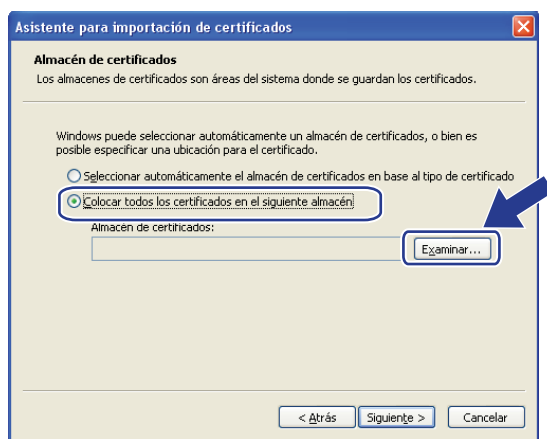 Asistente para importación de certificados
Almacén de certificados
Los almacenes de certificados son áreas del sistema donde se guardan los certificados.
Windows puede seleccionar automáticamente un almacén de certificados, o bien es
posible especificar una ubicación para el certificado.
Seleccionar automáticamente el almacén de certificados en base al tipo de certificado
Colocar todos los certificados en el siguiente almacén
Almacén de certificados:
Examinar...
< Atrás Siguiente > Cancelar